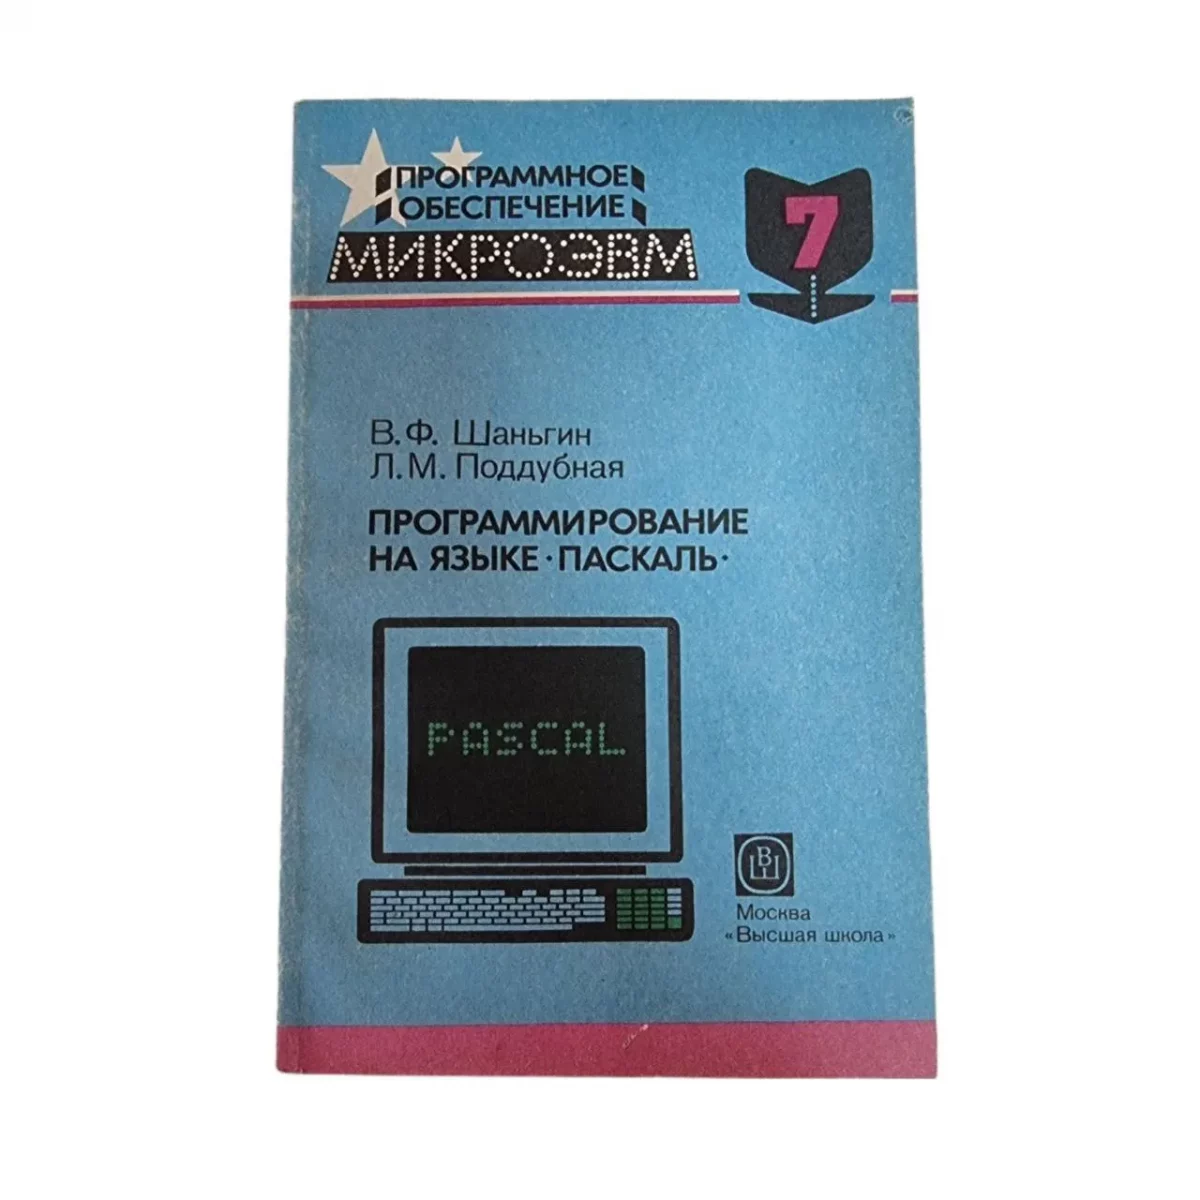 ПРОГРАММНОЕ
ОБЕСПЕЧЕНИЕ
МИКРОЭВМ
7
В.Ф. Шаньгин
Л.М. Поддубная
ПРОГРАММИРОВАНИЕ
НА ЯЗЫКЕ·ПАСКАЛЬ·
PASCAL
ВШ
Москва
«Высшая школа»